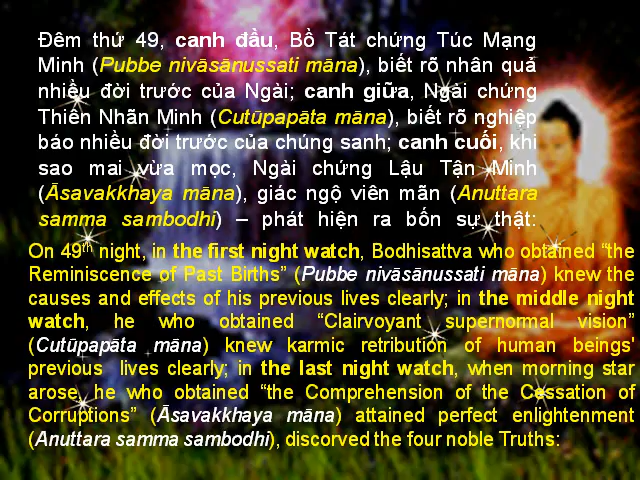 Đêm thứ 49, canh đầu, Bồ Tát chứng Túc Mạng
Minh (Pubbe nivāsānussati māna), biết rõ nhân quả
nhiều đời trước của Ngài; canh giữa, Ngài chứng
Thiên Nhãn Minh (Cutūpapāta māna), biết rõ nghiệp
báo nhiều đời trước của chúng sanh; canh cuối, khi
sao mai vừa mọc, Ngài chứng Lậu Tận Minh
(Āsavakkhaya māna), giác ngộ viên mãn (Anuttara
samma sambodhi) – phát hiện ra bốn sự thật:
On 49th night, in the first night watch, Bodhisattva who obtained “the
Reminiscence of Past Births” (Pubbe nivāsānussati māna) knew the
causes and effects of his previous lives clearly; in the middle night
watch, he who obtained “Clairvoyant supernormal vision”
(Cutūpapāta māna) knew karmic retribution of human beings'
previous lives clearly; in the last night watch, when morning star
arose, he who obtained “the Comprehension of the Cessation of
Corruptions” (Āsavakkhaya māna) attained perfect enlightenment
(Anuttara samma sambodhi), discorved the four noble Truths: